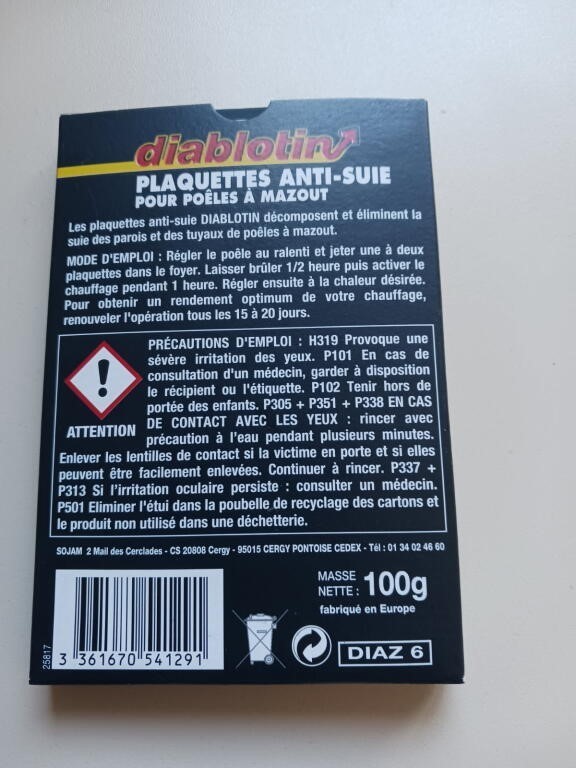 diablotin
PLAQUETTES ANTI-SUIE
POUR POÊLES À MAZOUT
Les plaquettes anti-suie DIABLOTIN décomposent et éliminent la
suie des parois et des tuyaux de poêles à mazout.
MODE D'EMPLOI : Régler le poêle au ralenti et jeter une à deux
plaquettes dans le foyer. Laisser brûler 1/2 heure puis activer le
chauffage pendant 1 heure. Régler ensuite à la chaleur désirée.
Pour obtenir un rendement optimum de votre chauffage,
renouveler l'opération tous les 15 à 20 jours.
PRÉCAUTIONS D'EMPLOI : H319 Provoque une
sévère irritation des yeux. P101 En cas de
consultation d'un médecin, garder à disposition
le récipient ou l'étiquette. P102 Tenir hors de
portée des enfants. P305 + P351 + P338 EN CAS
DE CONTACT AVEC LES YEUX : rincer avec
précaution à l'eau pendant plusieurs minutes.
ATTENTION
Enlever les lentilles de contact si la victime en porte et si elles
peuvent être facilement enlevées. Continuer à rincer. P337 +
P313 Si l'irritation oculaire persiste : consulter un médecin.
P501 Eliminer l'étui dans la poubelle de recyclage des cartons et
le produit non utilisé dans une déchetterie.
SOJAM 2 Mail des Cerclades - CS 20808 Cergy - 95015 CERGY PONTOISE CEDEX - Tél : 01 34 02 46 60
25817
3 361670 541291
MASSE
NETTE : 100g
fabriqué en Europe
DIAZ 6